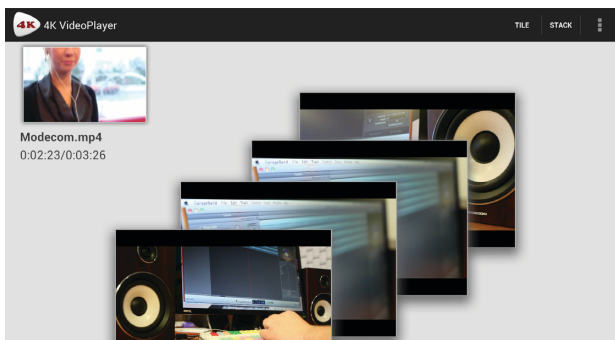 4K
4K VideoPlayer
TILE
STACK
Modecom.mp4
0:02:23/0:03:26